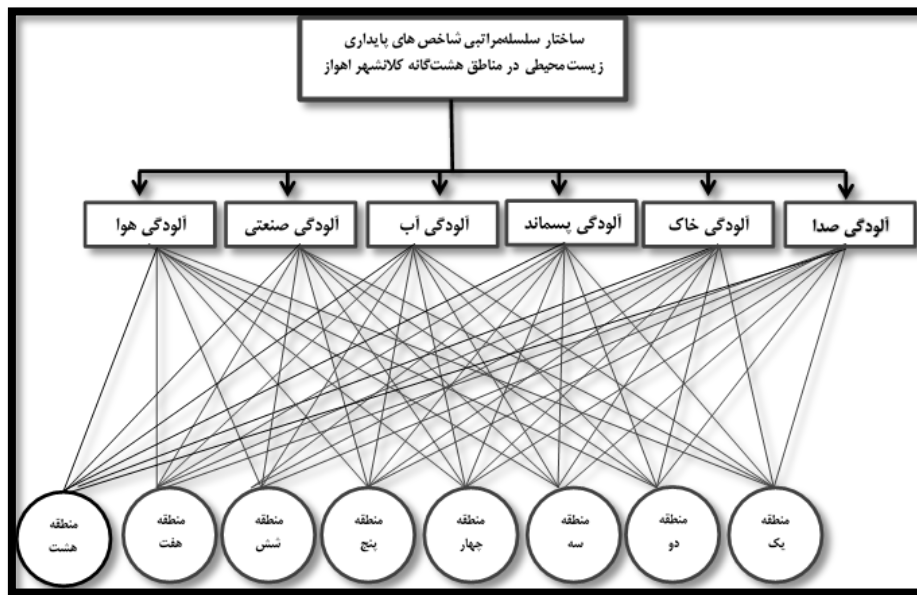 ساختار سلسله‌مراتبی شاخص های پایداری
زیست‌محیطی در مناطق هشت‌گانه کلانشهر اهواز
آلودگی صدا
آلودگی خاک
آلودگی پسماند
آلودگی آب
آلودگی صنعتی
آلودگی هوا
منطقه
یک
منطقه
دو
منطقه
سه
منطقه
چهار
منطقه
پنج
منطقه
شش
منطقه
هفت
منطقه
هشت